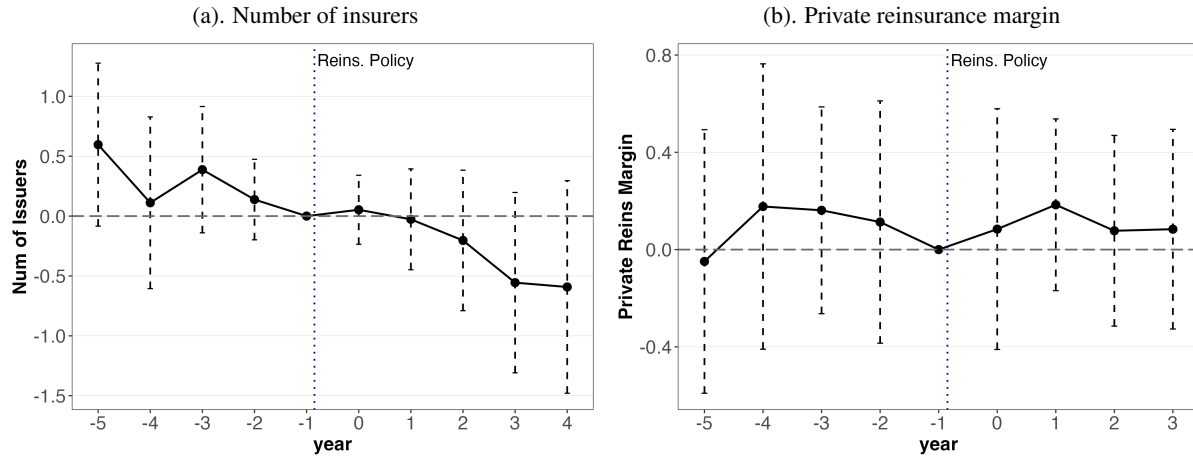 (a). Number of insurers
Reins. Policy
1.0
0.5
0.0
-0.5
-1.0
-1.5
Num of Issuers
-5 -4 -3 -2 -1 0 1 2 3 4
year
(b). Private reinsurance margin
Reins. Policy
0.8
0.4
0.0
-0.4
Private Reins Margin
-5 -4 -3 -2 -1 0 1 2 3
year